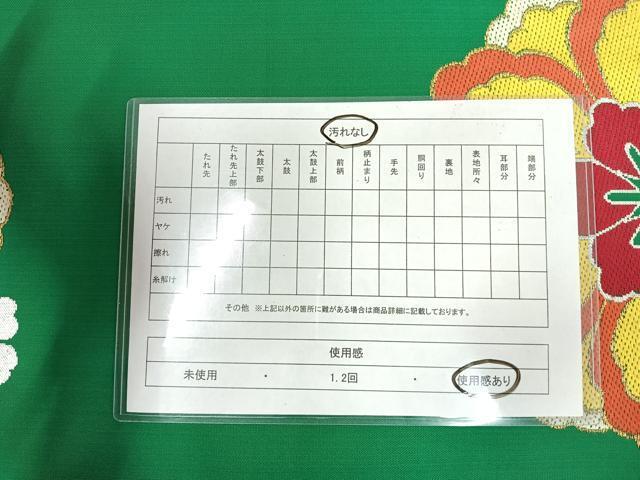 汚れなし
たれ先 たれ先上部 太鼓下部 太鼓 太鼓上部 前柄 柄止まり 手先 胴回り 裏地 表地所々 耳部分 端部分
汚れ
ヤケ
擦れ
糸解け
その他 ※上記以外の箇所に難がある場合は商品詳細に記載しております。
使用感
未使用 ・ 1.2回 ・ 使用感あり